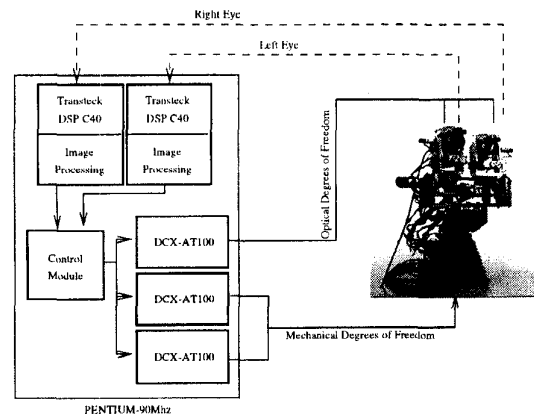 Right Eye
Left Eye
Transteck
DSP C40
Image
Processing
Transteck
DSP C40
Image
Processing
Control
Module
DCX-AT100
DCX-AT100
DCX-AT100
Optical Degrees of Freedom
Mechanical Degrees of Freedom
PENTIUM-90Mhz